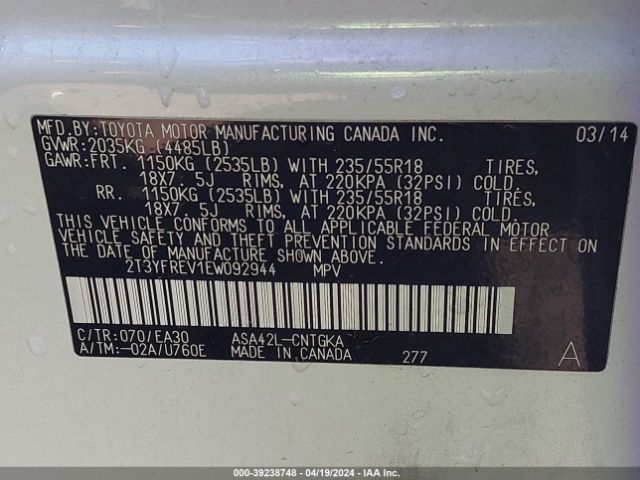 MFD. BY: TOYOTA MOTOR MANUFACTURING CANADA INC. 03/14
GVWR: 2035KG (4485LB)
GAWR: FRT. 1150KG (2535LB) WITH 235/55R18 TIRES,
18X7. 5J RIMS, AT 220KPA (32PSI) COLD.
RR. 1150KG (2535LB) WITH 235/55R18 TIRES,
18X7. 5J RIMS, AT 220KPA (32PSI) COLD.
THIS VEHICLE CONFORMS TO ALL APPLICABLE FEDERAL MOTOR
VEHICLE SAFETY AND THEFT PREVENTION STANDARDS IN EFFECT ON
THE DATE OF MANUFACTURE SHOWN ABOVE.
2T3YFREV1EW092944 MPV
C/TR: 070/EA30 ASA42L-CNTGKA
A/TM: -02A/U760E MADE IN CANADA 277 A
000-39238748 - 04/19/2024 - IAA Inc.